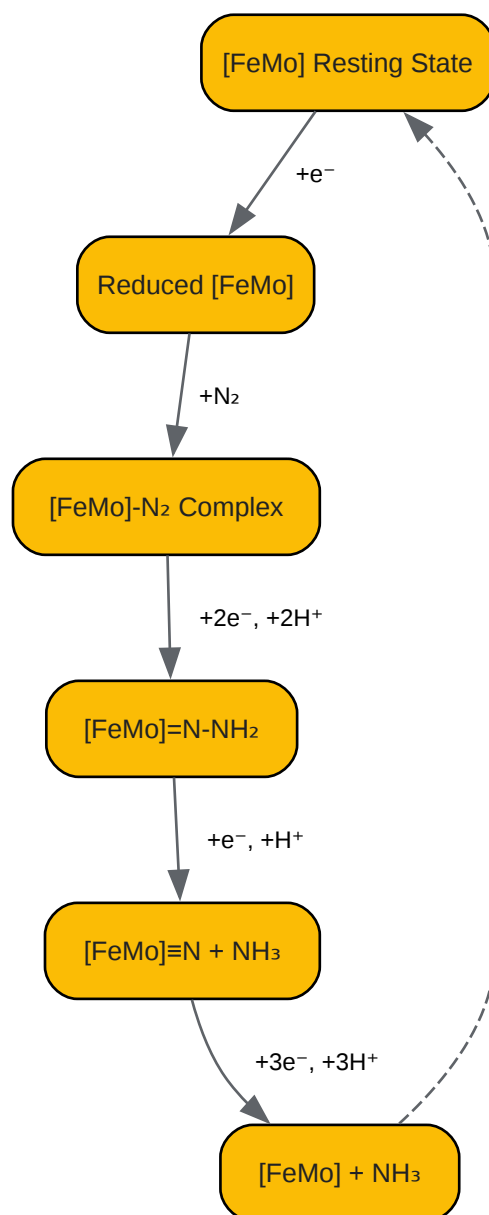 [FeMo] Resting State
+e⁻
Reduced [FeMo]
+N₂
[FeMo]-N₂ Complex
+2e⁻, +2H⁺
[FeMo]=N-NH₂
+e⁻, +H⁺
[FeMo]≡N + NH₃
+3e⁻, +3H⁺
[FeMo] + NH₃